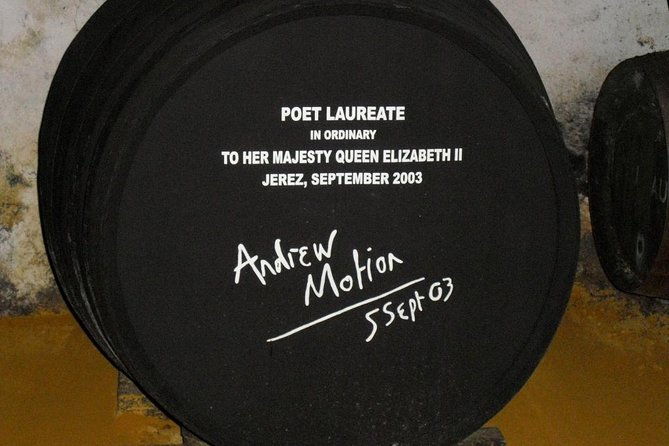 POET LAUREATE
IN ORDINARY
TO HER MAJESTY QUEEN ELIZABETH II
JEREZ, SEPTEMBER 2003
Andrew
Motion
5 Sept 03